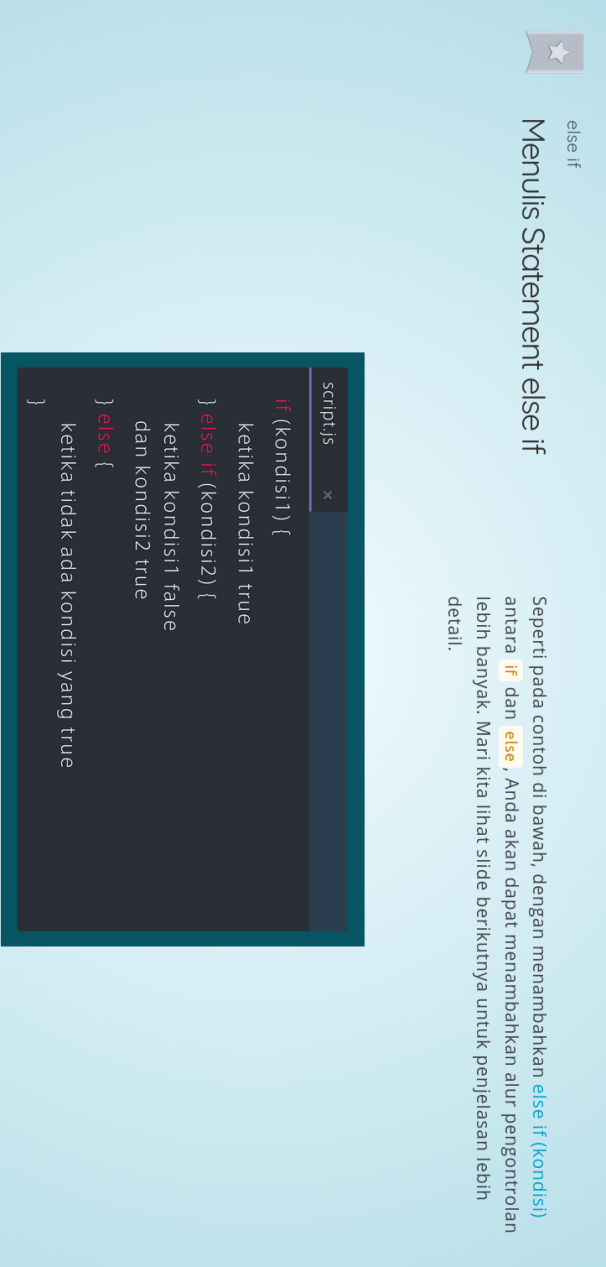 else if
Menulis Statement else if
Seperti pada contoh di bawah, dengan menambahkan else if (kondisi)
antara if dan else, Anda akan dapat menambahkan alur pengontrolan
lebih banyak. Mari kita lihat slide berikutnya untuk penjelasan lebih
detail.
script.js ×
if (kondisi1) {
ketika kondisi1 true
} else if (kondisi2) {
ketika kondisi1 false
dan kondisi2 true
} else {
ketika tidak ada kondisi yang true
}